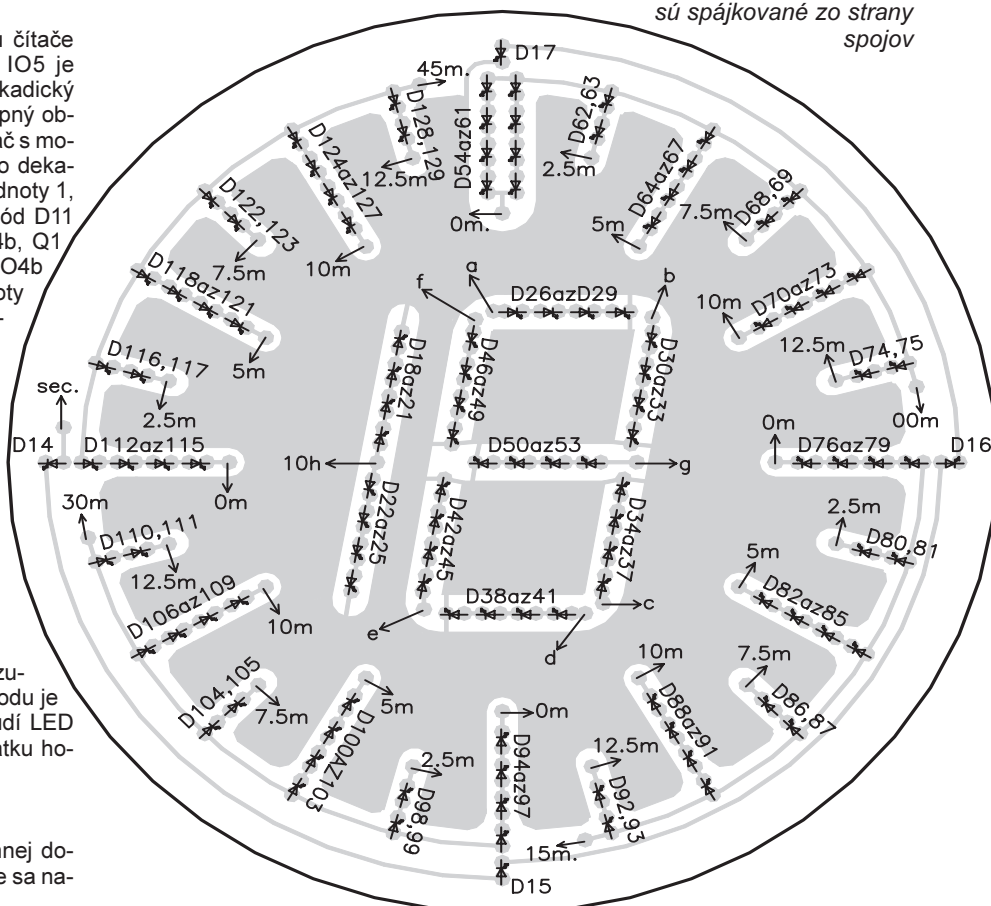 sú spájkované zo strany
spojov
u čítače
IO5 je
kadický
pný ob-
ač s mo-
o deka-
dnoty 1,
ód D11
4b, Q1
O4b
oty
-
zu-
odu je
udí LED
atku ho-
nnej do-
e sa na-
D17
45m.
D128,129
12.5m
D54az61
0m.
D62,63
2.5m
D124az127
10m
D64az67
5m
D68,69
7.5m
D122,123
7.5m
D118az121
5m
D70az73
10m
D116,117
2.5m
D74,75
12.5m
00m
sec.
D14
D112az115
0m
f
a
D26azD29
b
D18az21
D46az49
D30az33
10h
D50az53
g
0m
D76az79
D16
D22az25
D42az45
D34az37
30m
D110,111
12.5m
2.5m
D80,81
D106az109
10m
5m
D82az85
D38az41
c
e
d
D104,105
7.5m
7.5m
D86,87
5m
D100AZ103
10m
D88az91
2.5m
D98,99
0m
D94az97
12.5m
D92,93
15m.
D15